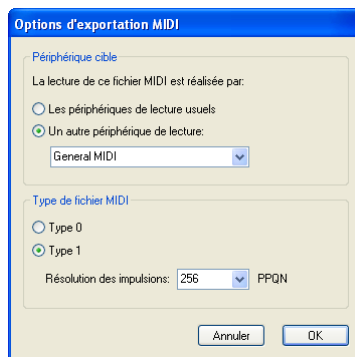 Options d'exportation MIDI
Périphérique cible
La lecture de ce fichier MIDI est réalisée par:
Les périphériques de lecture usuels
Un autre périphérique de lecture:
General MIDI
Type de fichier MIDI
Type 0
Type 1
Résolution des impulsions: 256 PPQN
Annuler OK